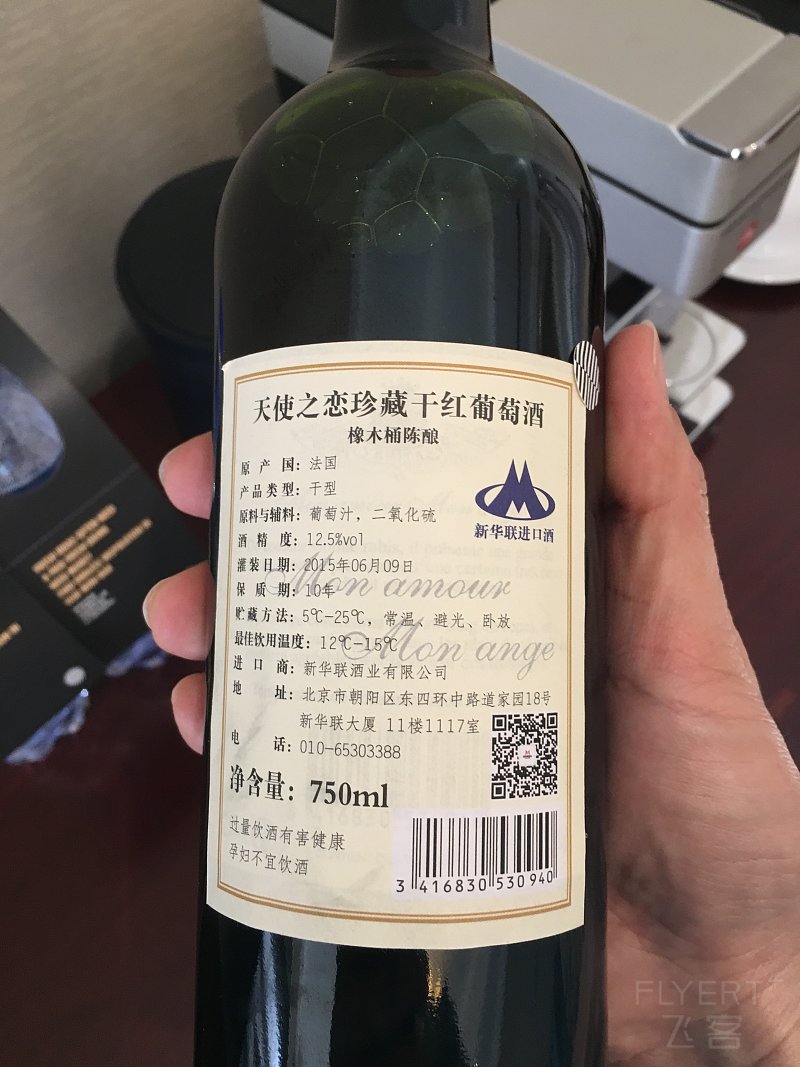 天使之恋珍藏干红葡萄酒
橡木桶陈酿
原产国：法国
产品类型：干型
原料与辅料：葡萄汁，二氧化硫
酒精度：12.5%vol
灌装日期：2015年06月09日
保质期：10年
贮藏方法：5℃-25℃，常温、避光、卧放
最佳饮用温度：12℃-15℃
进口商：新华联酒业有限公司
地址：北京市朝阳区东四环中路道家园18号
新华联大厦 11楼1117室
电话：010-65303388
净含量：750ml
过量饮酒有害健康
孕妇不宜饮酒
新华联进口酒
Mon amour
Mon ange
3 416830 530940
FLYERT
飞客